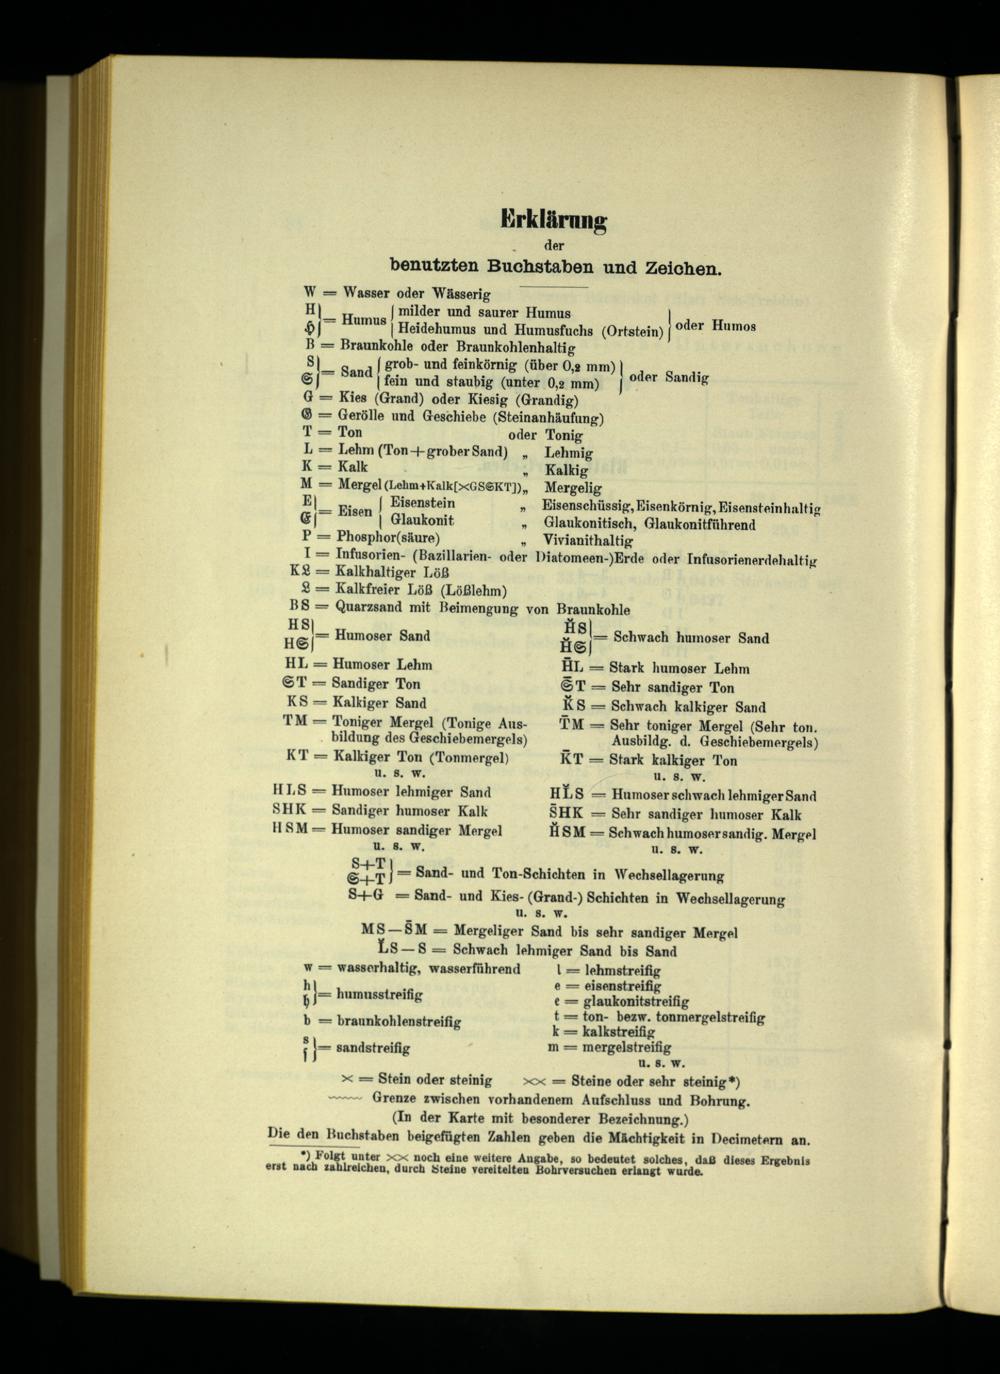 Erklärung
der
benutzten Buchstaben und Zeichen.
W = Wasser oder Wässerig
H } = Humus { milder und saurer Humus } oder Humos
ℌ } { Heidehumus und Humusfuchs (Ortstein) }
B = Braunkohle oder Braunkohlenhaltig
S } = Sand { grob- und feinkörnig (über 0,2 mm) } oder Sandig
𝔖 } { fein und staubig (unter 0,2 mm) }
G = Kies (Grand) oder Kiesig (Grandig)
𝔊 = Gerölle und Geschiebe (Steinanhäufung)
T = Ton oder Tonig
L = Lehm (Ton+grober Sand) „ Lehmig
K = Kalk „ Kalkig
M = Mergel (Lehm+Kalk[×GS𝔖KT]) „ Mergelig
E } = Eisen { Eisenstein „ Eisenschüssig, Eisenkörnig, Eisensteinhaltig
𝔈 } { Glaukonit „ Glaukonitisch, Glaukonitführend
P = Phosphor(säure) „ Vivianithaltig
I = Infusorien- (Bazillarien- oder Diatomeen-)Erde oder Infusorienerdehaltig
K𝔏 = Kalkhaltiger Löß
𝔏 = Kalkfreier Löß (Lößlehm)
BS = Quarzsand mit Beimengung von Braunkohle
HS } = Humoser Sand H̆S } = Schwach humoser Sand
H𝔖 } H̆𝔖 }
HL = Humoser Lehm H̄L = Stark humoser Lehm
𝔖T = Sandiger Ton 𝔖̄T = Sehr sandiger Ton
KS = Kalkiger Sand K̆S = Schwach kalkiger Sand
TM = Toniger Mergel (Tonige Aus- T̄M = Sehr toniger Mergel (Sehr ton.
bildung des Geschiebemergels) Ausbildg. d. Geschiebemergels)
KT = Kalkiger Ton (Tonmergel) K̄T = Stark kalkiger Ton
u. s. w. u. s. w.
HLS = Humoser lehmiger Sand HL̆S = Humoser schwach lehmiger Sand
SHK = Sandiger humoser Kalk S̄HK = Sehr sandiger humoser Kalk
HSM = Humoser sandiger Mergel H̆SM = Schwach humoser sandig. Mergel
u. s. w. u. s. w.
S+T } = Sand- und Ton-Schichten in Wechsellagerung
𝔖+T }
S+G = Sand- und Kies- (Grand-) Schichten in Wechsellagerung
u. s. w.
MS — S̄M = Mergeliger Sand bis sehr sandiger Mergel
L̆S — S = Schwach lehmiger Sand bis Sand
w = wasserhaltig, wasserführend l = lehmstreifig
h } = humusstreifig e = eisenstreifig
𝔥 } 𝔢 = glaukonitstreifig
b = braunkohlenstreifig t = ton- bezw. tonmergelstreifig
k = kalkstreifig
s } = sandstreifig m = mergelstreifig
ſ } u. s. w.
× = Stein oder steinig ×× = Steine oder sehr steinig*)
﹏﹏ Grenze zwischen vorhandenem Aufschluss und Bohrung.
(In der Karte mit besonderer Bezeichnung.)
Die den Buchstaben beigefügten Zahlen geben die Mächtigkeit in Decimetern an.
*) Folgt unter ×× noch eine weitere Angabe, so bedeutet solches, daß dieses Ergebnis
erst nach zahlreichen, durch Steine vereitelten Bohrversuchen erlangt wurde.